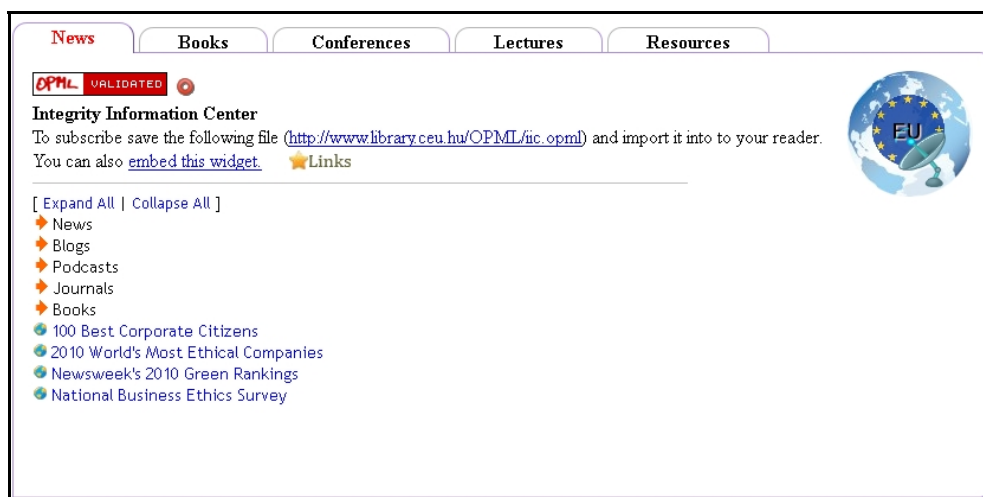 News Books Conferences Lectures Resources
OPML VALIDATED
Integrity Information Center
To subscribe save the following file (http://www.library.ceu.hu/OPML/iic.opml) and import it into to your reader.
You can also embed this widget. Links
EU
[ Expand All | Collapse All ]
News
Blogs
Podcasts
Journals
Books
100 Best Corporate Citizens
2010 World's Most Ethical Companies
Newsweek's 2010 Green Rankings
National Business Ethics Survey